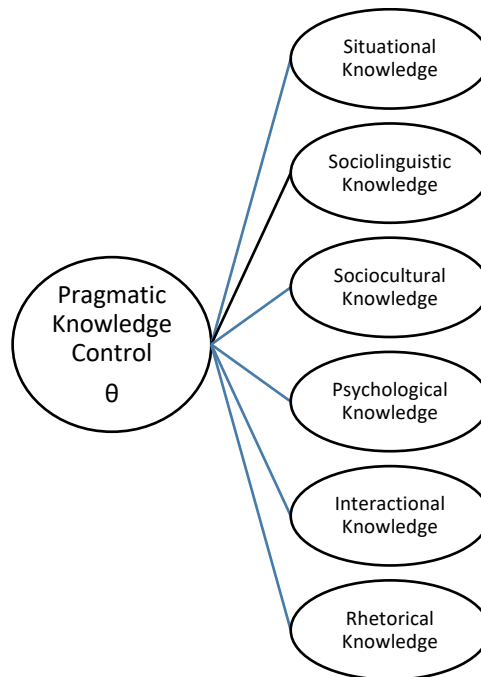 Situational
Knowledge
Sociolinguistic
Knowledge
Sociocultural
Knowledge
Pragmatic
Knowledge
Control
θ
Psychological
Knowledge
Interactional
Knowledge
Rhetorical
Knowledge